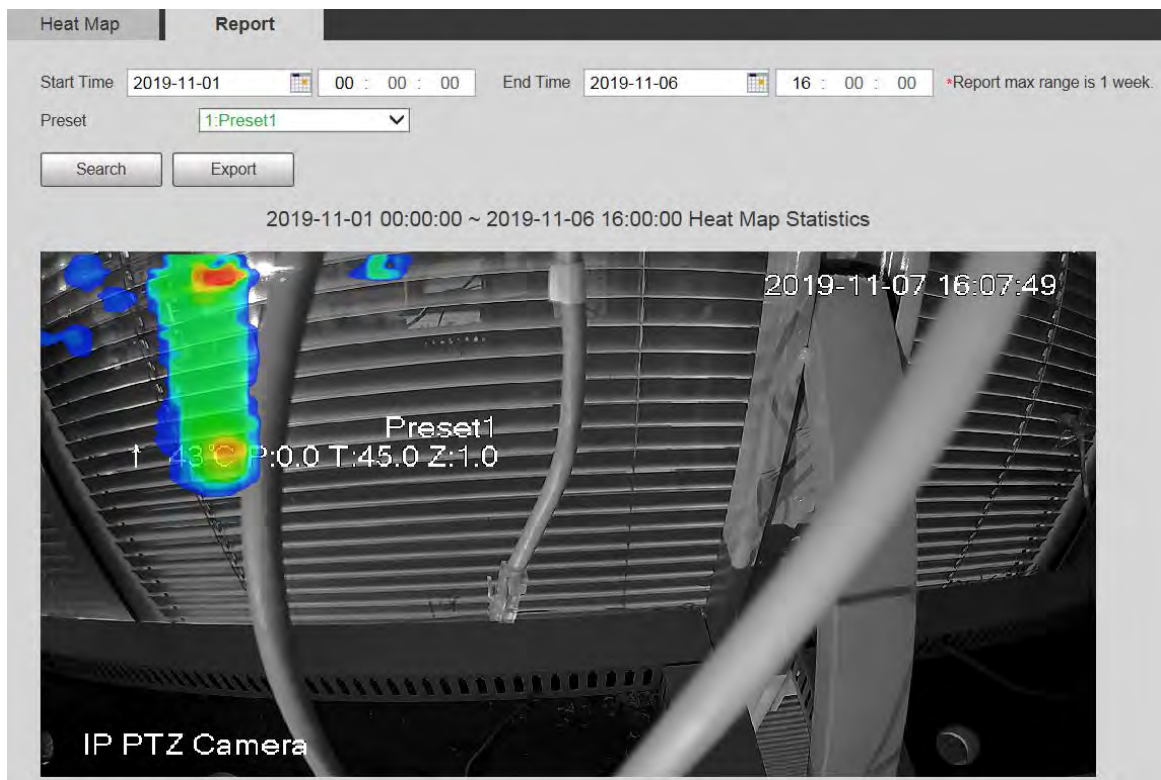 Heat Map Report
Start Time 2019-11-01 00 : 00 : 00 End Time 2019-11-06 16 : 00 : 00 *Report max range is 1 week.
Preset 1:Preset1
Search Export
2019-11-01 00:00:00 ~ 2019-11-06 16:00:00 Heat Map Statistics
2019-11-07 16:07:49
Preset1
↑ 43℃ P:0.0 T:45.0 Z:1.0
IP PTZ Camera